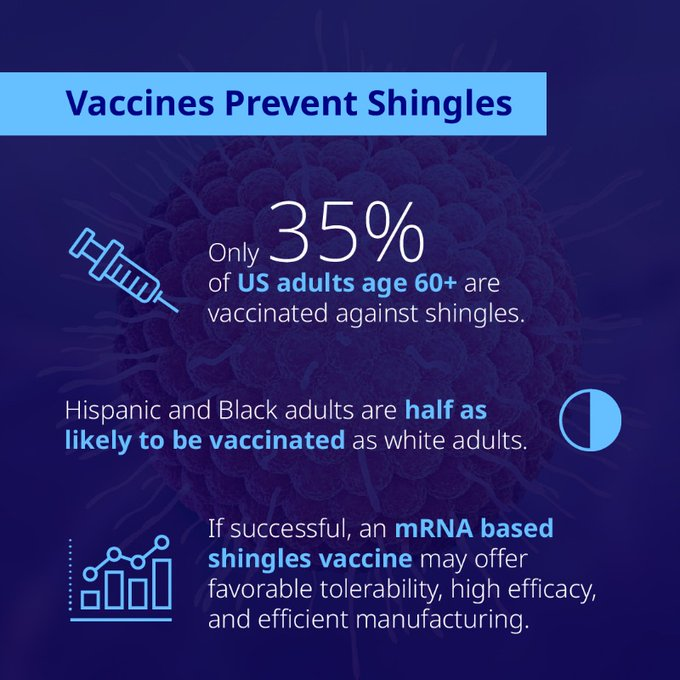 Vaccines Prevent Shingles
Only 35%
of US adults age 60+ are
vaccinated against shingles.
Hispanic and Black adults are half as
likely to be vaccinated as white adults.
If successful, an mRNA based
shingles vaccine may offer
favorable tolerability, high efficacy,
and efficient manufacturing.